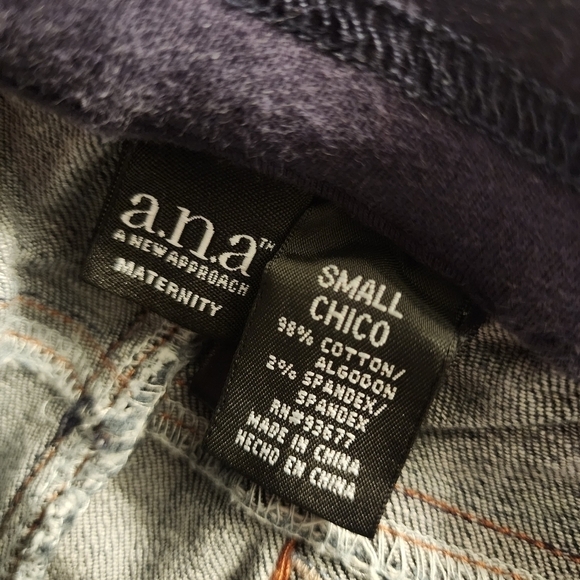 a.n.a™
A NEW APPROACH
MATERNITY
SMALL
CHICO
98% COTTON/
ALGODON
2% SPANDEX/
SPANDEX
RN#93677
MADE IN CHINA
HECHO EN CHINA